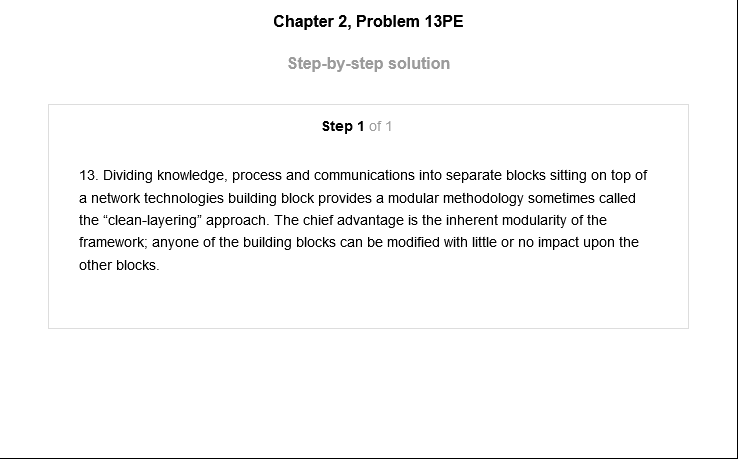 Chapter 2, Problem 13PE
Step-by-step solution
Step 1 of 1
13. Dividing knowledge, process and communications into separate blocks sitting on top of
a network technologies building block provides a modular methodology sometimes called
the “clean-layering” approach. The chief advantage is the inherent modularity of the
framework; anyone of the building blocks can be modified with little or no impact upon the
other blocks.